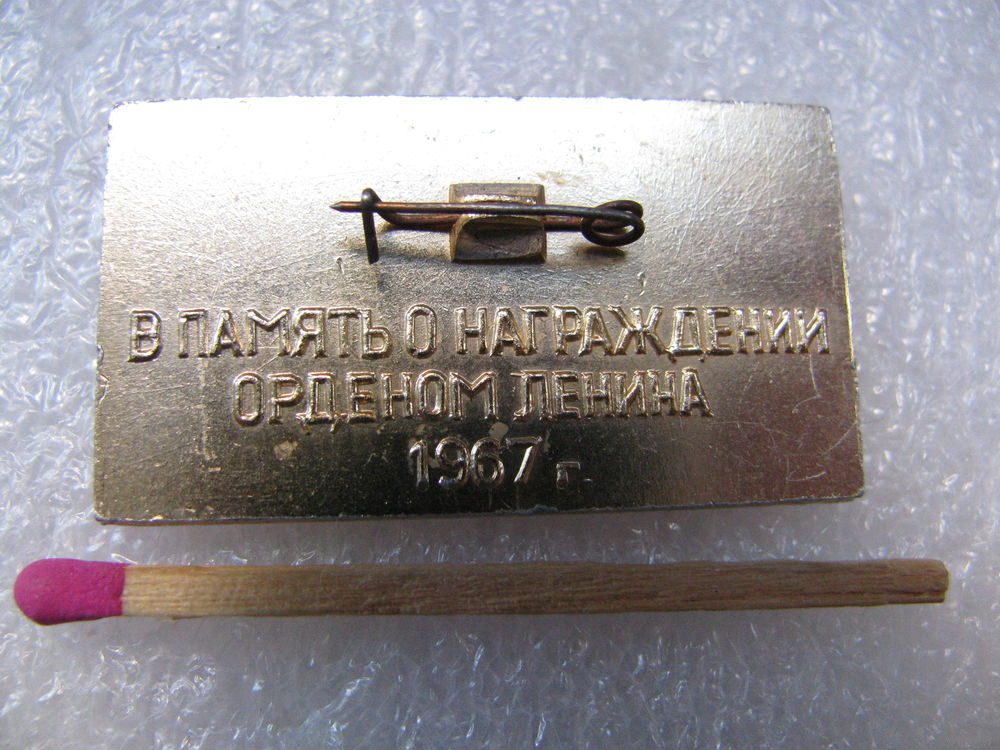 В ПАМЯТЬ О НАГРАЖДЕНИИ
ОРДЕНОМ ЛЕНИНА
1967 г.